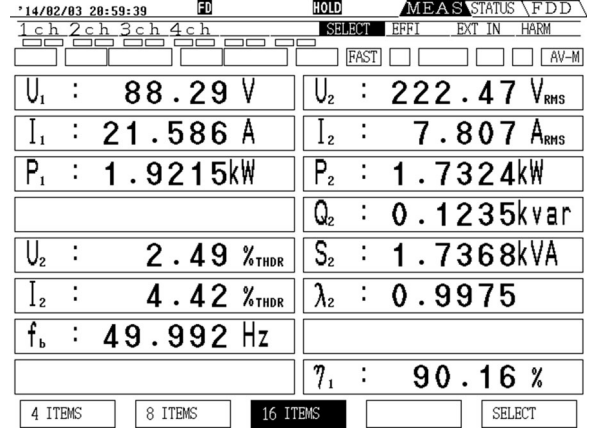 '14/02/03 20:59:39 FD HOLD MEAS STATUS FDD
1ch 2ch 3ch 4ch SELECT EFFI EXT IN HARM
FAST AV-M
U₁ : 88.29 V U₂ : 222.47 VRMS
I₁ : 21.586 A I₂ : 7.807 ARMS
P₁ : 1.9215kW P₂ : 1.7324kW
Q₂ : 0.1235kvar
U₂ : 2.49 %THDR S₂ : 1.7368kVA
I₂ : 4.42 %THDR λ₂ : 0.9975
fb : 49.992 Hz
η₁ : 90.16 %
4 ITEMS 8 ITEMS 16 ITEMS SELECT